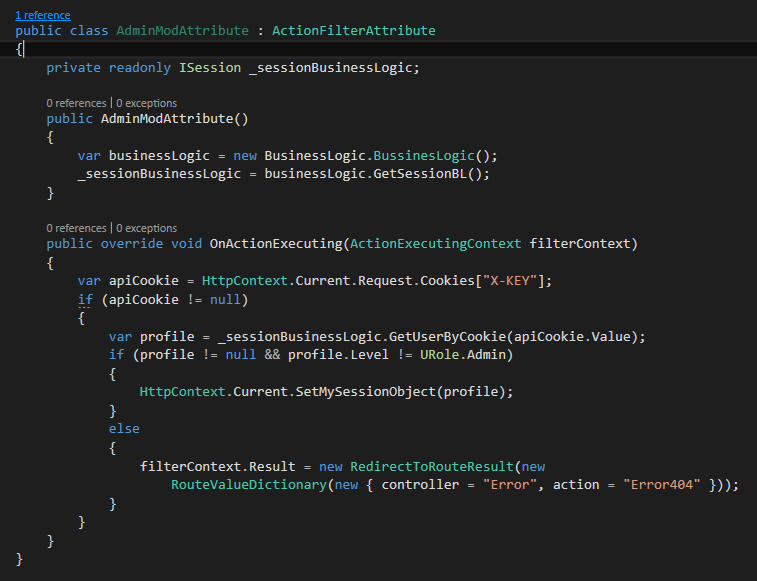 1 reference
public class AdminModAttribute : ActionFilterAttribute
{
private readonly ISession _sessionBusinessLogic;
0 references | 0 exceptions
public AdminModAttribute()
{
var businessLogic = new BusinessLogic.BussinesLogic();
_sessionBusinessLogic = businessLogic.GetSessionBL();
}
0 references | 0 exceptions
public override void OnActionExecuting(ActionExecutingContext filterContext)
{
var apiCookie = HttpContext.Current.Request.Cookies["X-KEY"];
if (apiCookie != null)
{
var profile = _sessionBusinessLogic.GetUserByCookie(apiCookie.Value);
if (profile != null && profile.Level != URole.Admin)
{
HttpContext.Current.SetMySessionObject(profile);
}
else
{
filterContext.Result = new RedirectToRouteResult(new
RouteValueDictionary(new { controller = "Error", action = "Error404" }));
}
}
}
}